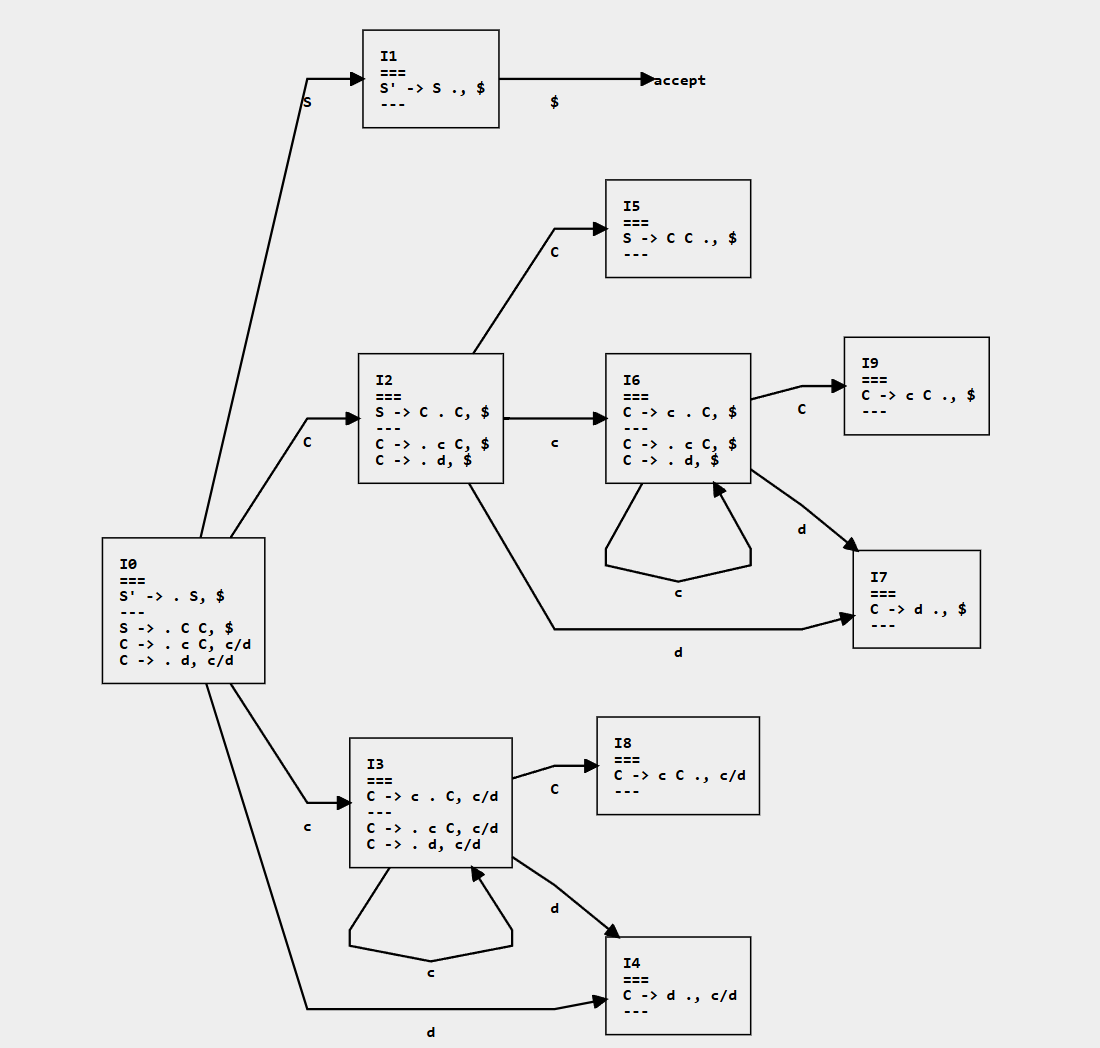 I1
===
S' -> S ., $
---
S
$
accept
I5
===
S -> C C ., $
---
C
I2
===
S -> C . C, $
---
C -> . c C, $
C -> . d, $
C
c
I6
===
C -> c . C, $
---
C -> . c C, $
C -> . d, $
c
C
I9
===
C -> c C ., $
---
d
I7
===
C -> d ., $
---
d
I0
===
S' -> . S, $
---
S -> . C C, $
C -> . c C, c/d
C -> . d, c/d
c
I3
===
C -> c . C, c/d
---
C -> . c C, c/d
C -> . d, c/d
c
C
I8
===
C -> c C ., c/d
---
d
I4
===
C -> d ., c/d
---
d